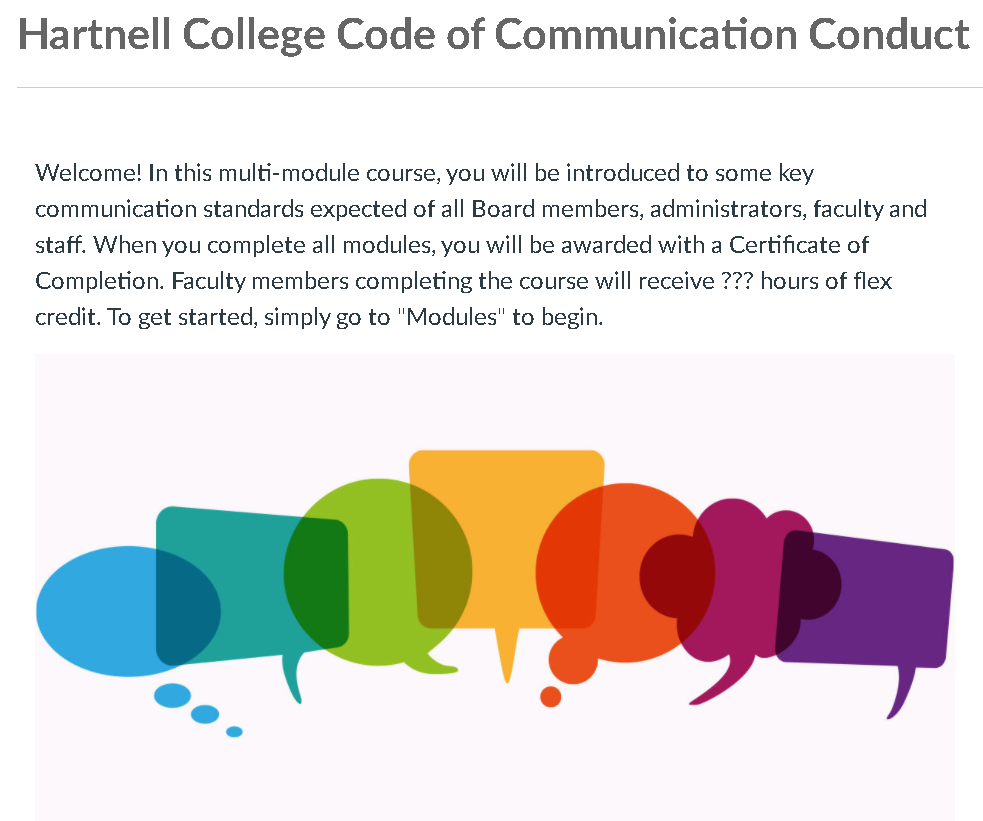 Hartnell College Code of Communication Conduct
Welcome! In this multi-module course, you will be introduced to some key
communication standards expected of all Board members, administrators, faculty and
staff. When you complete all modules, you will be awarded with a Certificate of
Completion. Faculty members completing the course will receive ??? hours of flex
credit. To get started, simply go to "Modules" to begin.